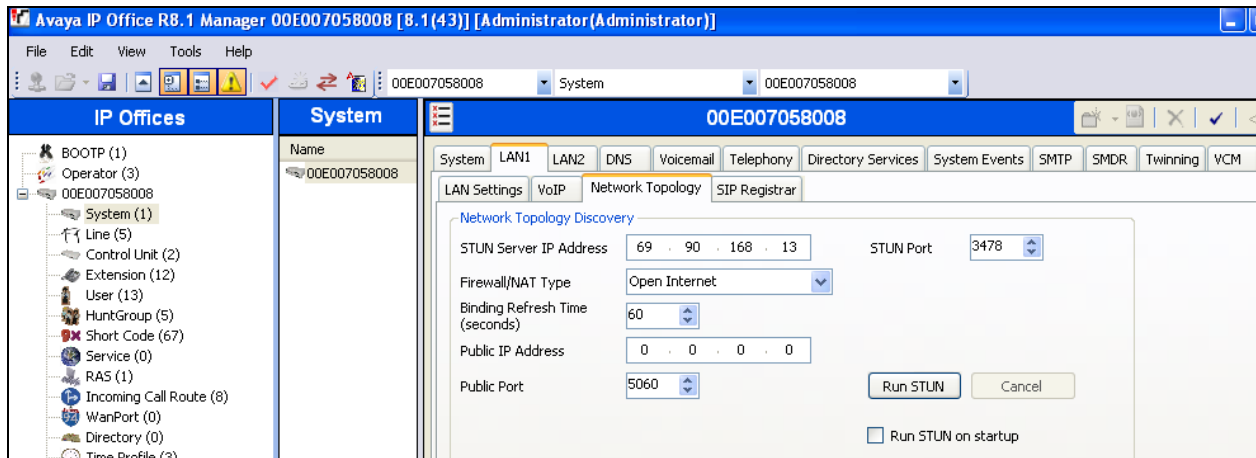 Avaya IP Office R8.1 Manager 00E007058008 [8.1(43)] [Administrator(Administrator)]
File Edit View Tools Help
00E007058008 System 00E007058008
IP Offices System 00E007058008
BOOTP (1)
Operator (3)
00E007058008
System (1)
Line (5)
Control Unit (2)
Extension (12)
User (13)
HuntGroup (5)
Short Code (67)
Service (0)
RAS (1)
Incoming Call Route (8)
WanPort (0)
Directory (0)
Time Profile (3)
Name
00E007058008
System LAN1 LAN2 DNS Voicemail Telephony Directory Services System Events SMTP SMDR Twinning VCM
LAN Settings VoIP Network Topology SIP Registrar
Network Topology Discovery
STUN Server IP Address 69 . 90 . 168 . 13 STUN Port 3478
Firewall/NAT Type Open Internet
Binding Refresh Time
(seconds) 60
Public IP Address 0 . 0 . 0 . 0
Public Port 5060 Run STUN Cancel
Run STUN on startup